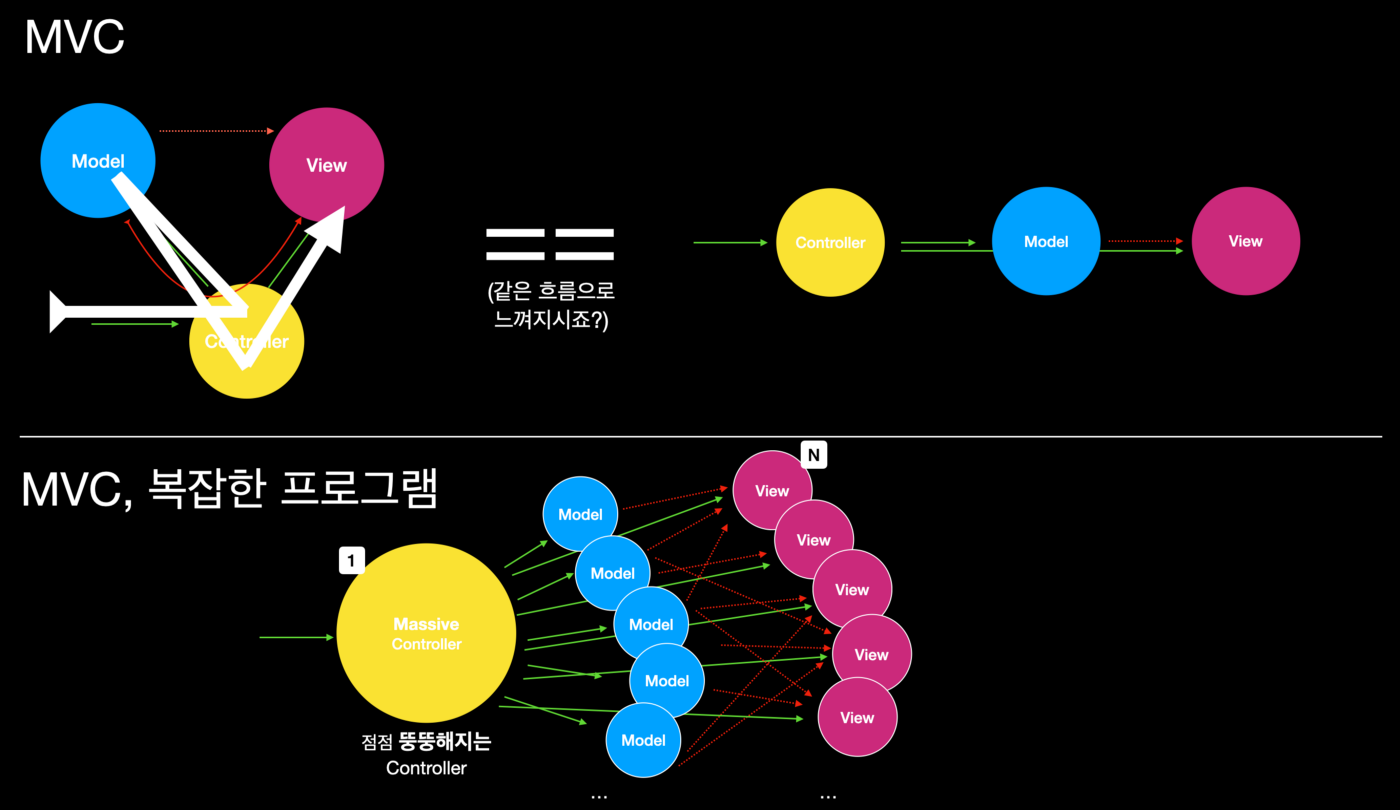 MVC
Model
View
Controller
(같은 흐름으로
느껴지시죠?)
Controller
Model
View
MVC, 복잡한 프로그램
1
Massive
Controller
점점 뚱뚱해지는
Controller
Model
Model
Model
Model
Model
...
N
View
View
View
View
View
...